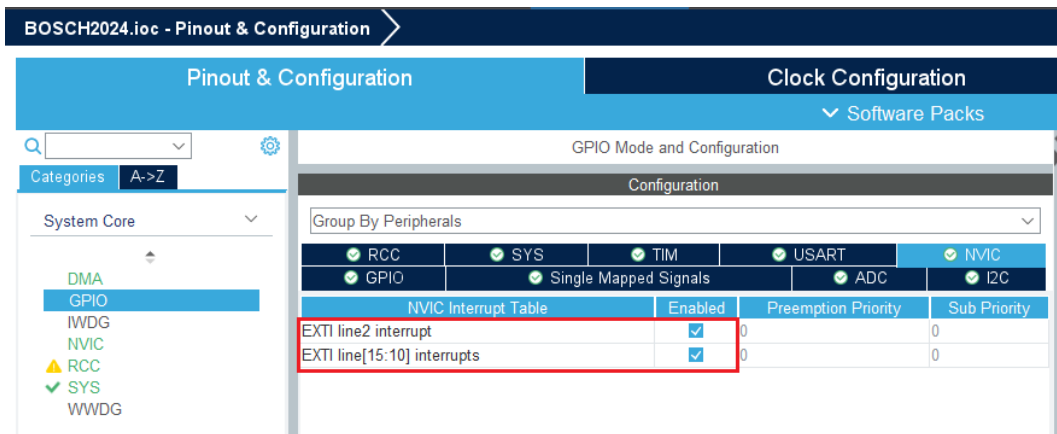 BOSCH2024.ioc - Pinout & Configuration
Pinout & Configuration
Clock Configuration
Software Packs
GPIO Mode and Configuration
Categories A->Z
Configuration
System Core
Group By Peripherals
RCC SYS TIM USART NVIC
GPIO Single Mapped Signals ADC I2C
DMA
GPIO
IWDG
NVIC
RCC
SYS
WWDG
NVIC Interrupt Table Enabled Preemption Priority Sub Priority
EXTI line2 interrupt 0 0
EXTI line[15:10] interrupts 0 0